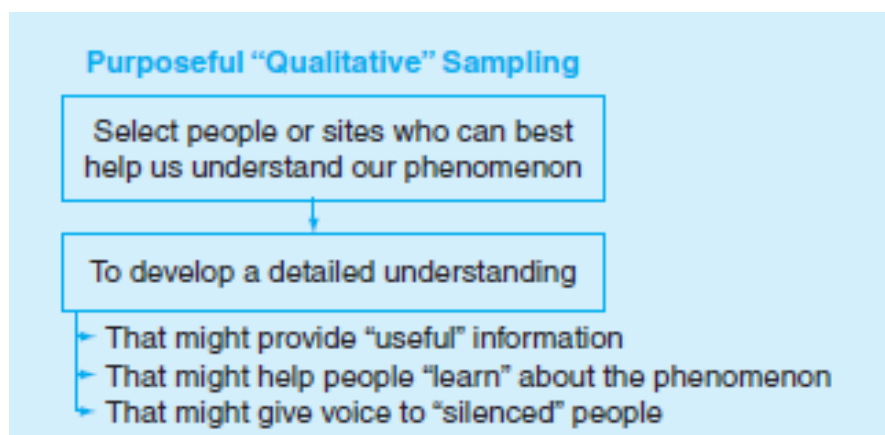 Purposeful “Qualitative” Sampling
Select people or sites who can best
help us understand our phenomenon
To develop a detailed understanding
That might provide “useful” information
That might help people “learn” about the phenomenon
That might give voice to “silenced” people